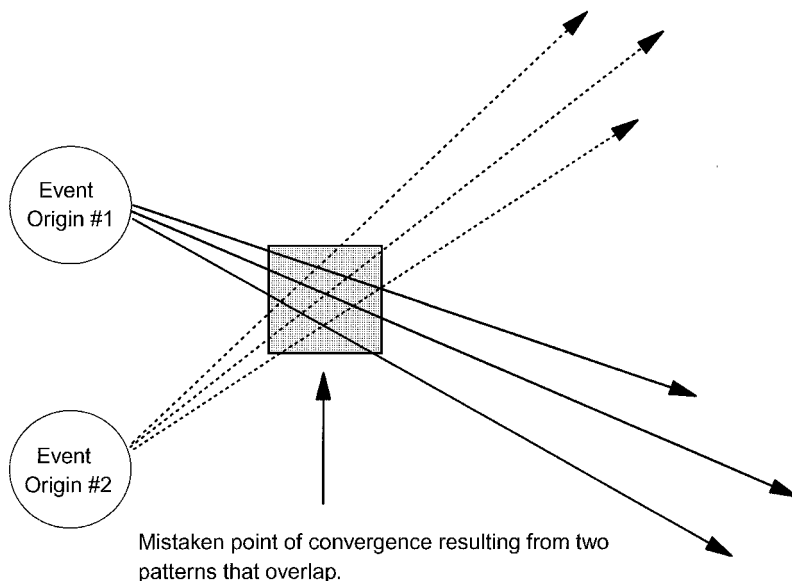 Event
Origin #1
Event
Origin #2
Mistaken point of convergence resulting from two
patterns that overlap.